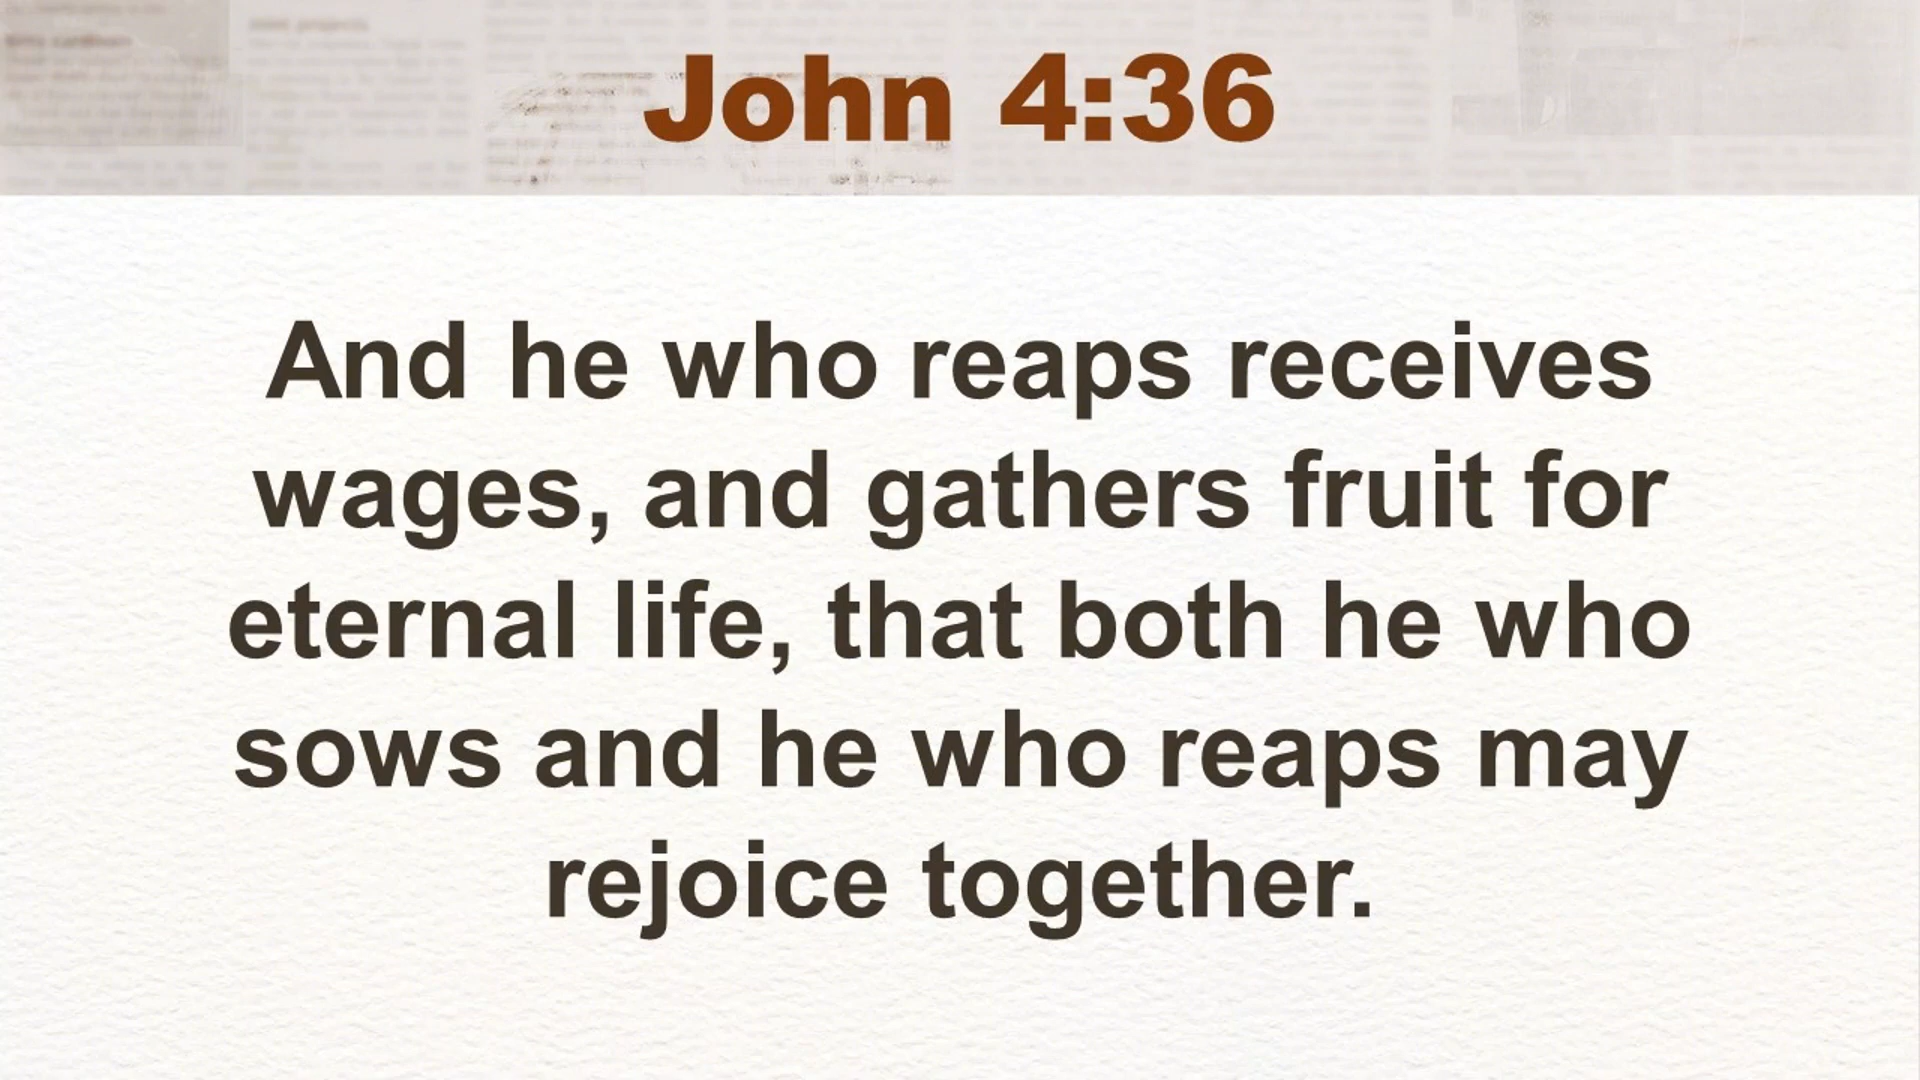 John 4:36
And he who reaps receives
wages, and gathers fruit for
eternal life, that both he who
sows and he who reaps may
rejoice together.